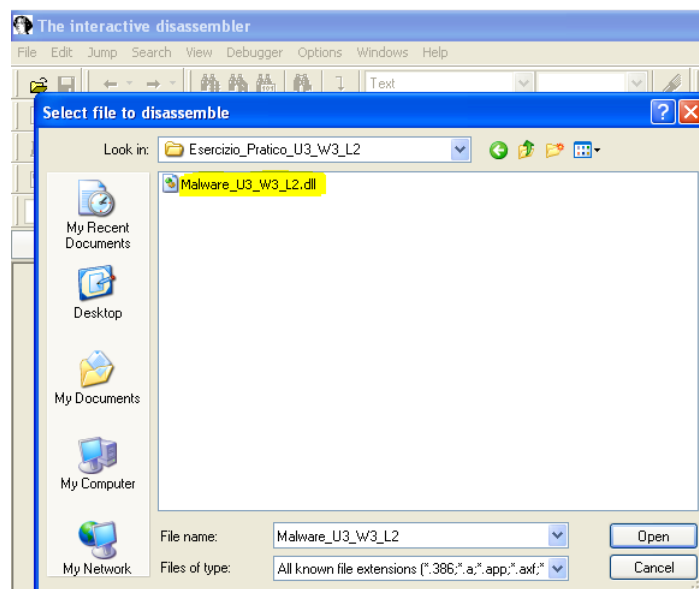 The interactive disassembler
File Edit Jump Search View Debugger Options Windows Help
Text
Select file to disassemble
Look in: Esercizio_Pratico_U3_W3_L2
Malware_U3_W3_L2.dll
My Recent
Documents
Desktop
My Documents
My Computer
My Network
File name: Malware_U3_W3_L2 Open
Files of type: All known file extensions (*.386;*.a;*.app;*.axf;* Cancel